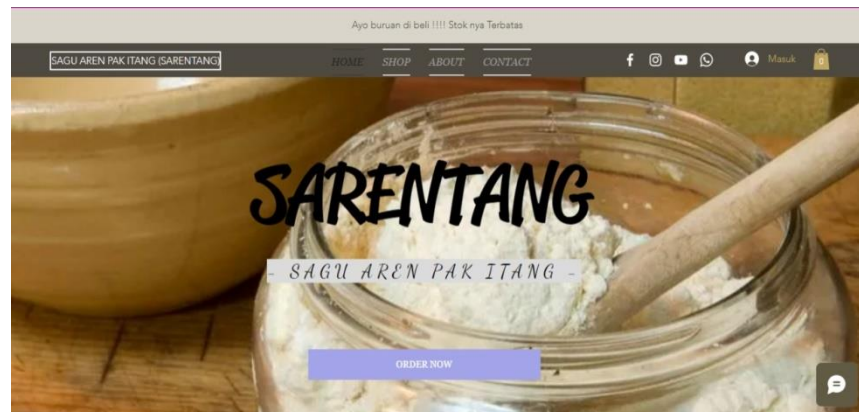 Ayo buruan di beli !!!! Stok nya Terbatas
SAGU AREN PAK ITANG (SARENTANG)
HOME SHOP ABOUT CONTACT
Masuk
0
SARENTANG
- SAGU AREN PAK ITANG -
ORDER NOW